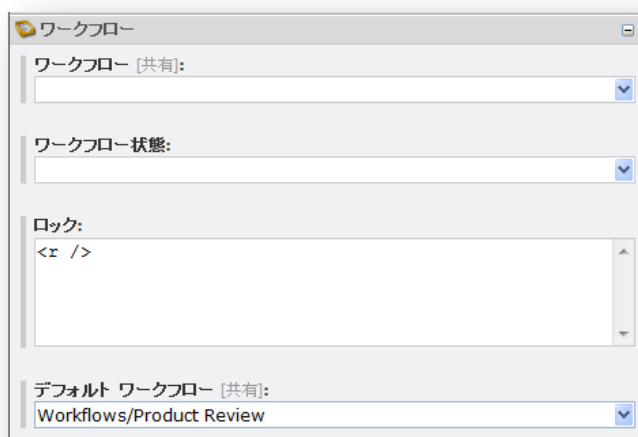 ワークフロー
ワークフロー [共有]:
ワークフロー状態:
ロック:
<r />
デフォルト ワークフロー [共有]:
Workflows/Product Review